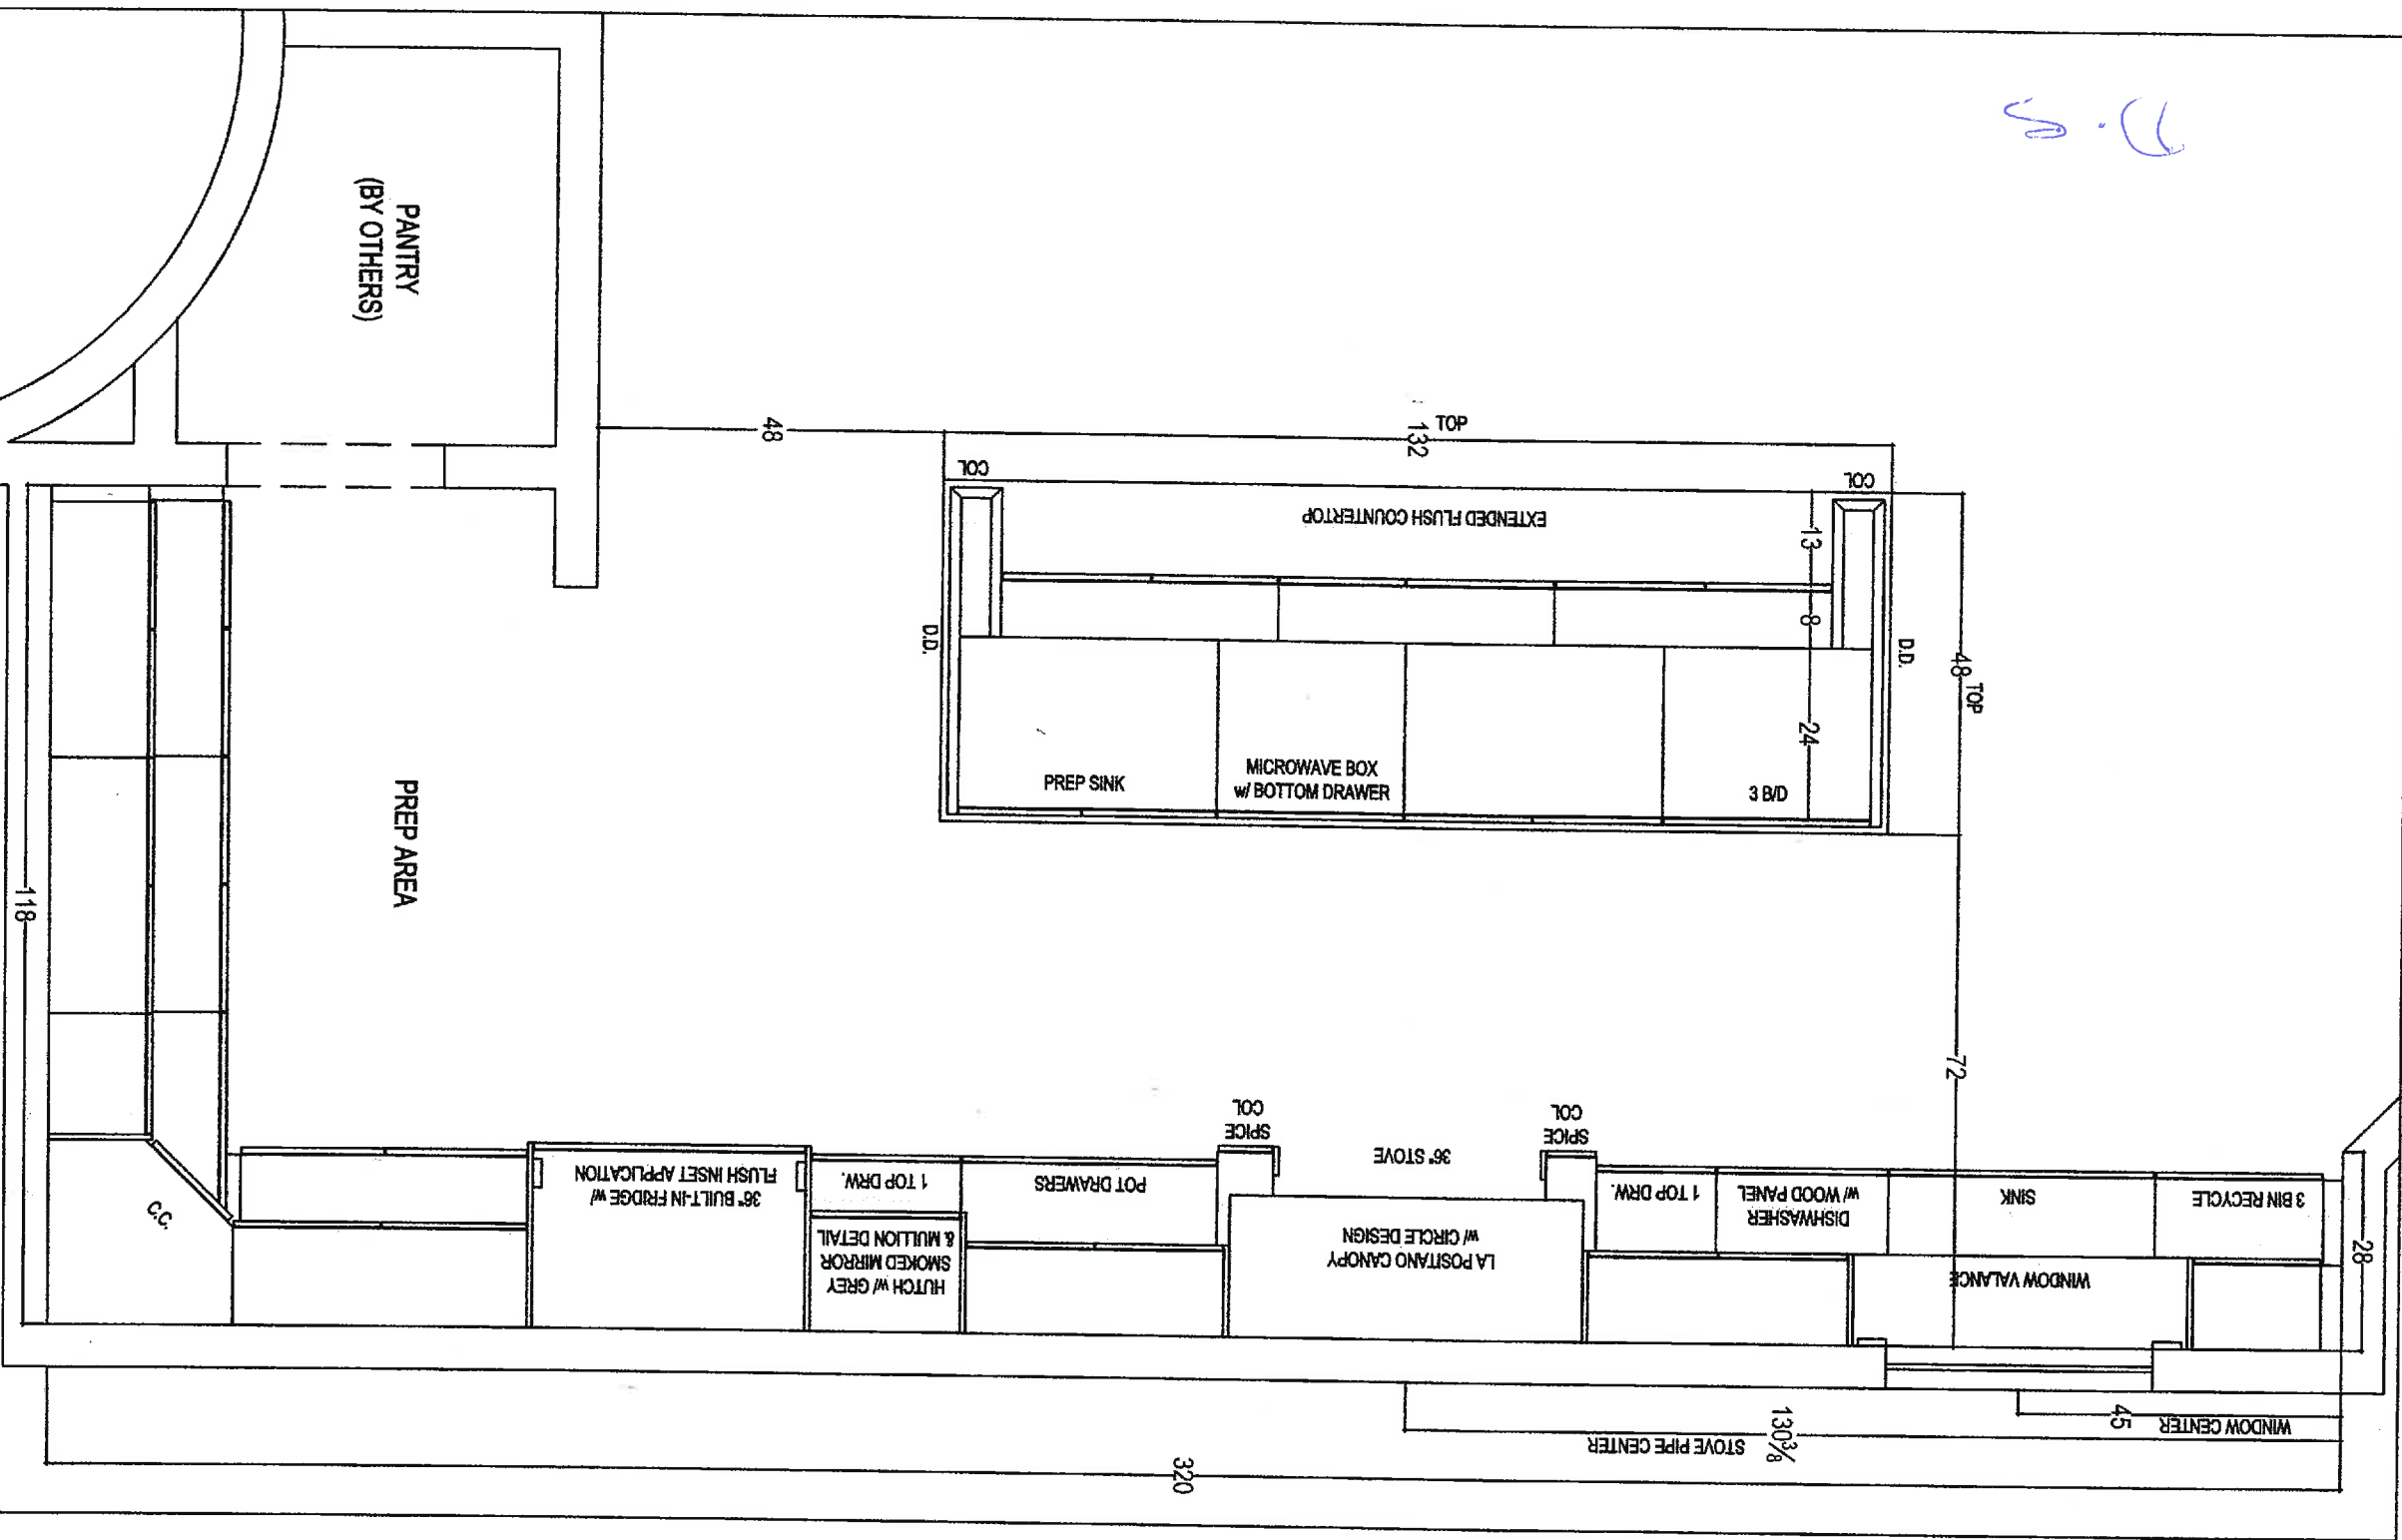 PANTRY
(BY OTHERS)
48
TOP
132
COL
COL
EXTENDED FLUSH COUNTERTOP
13
8
24
D.D.
D.D.
48 TOP
PREP SINK
MICROWAVE BOX
w/ BOTTOM DRAWER
3 B/D
PREP AREA
118
72
C.C.
36" BUILT-IN FRIDGE w/
FLUSH INSET APPLICATION
1 TOP DRW.
HUTCH w/ GREY
SMOKED MIRROR
& MULLION DETAIL
POT DRAWERS
SPICE
COL
36" STOVE
SPICE
COL
LA POSITANO CANOPY
w/ CIRCLE DESIGN
1 TOP DRW.
DISHWASHER
w/ WOOD PANEL
SINK
3 BIN RECYCLE
WINDOW VALANCE
28
WINDOW CENTER
45
STOVE PIPE CENTER
130 3/8
320